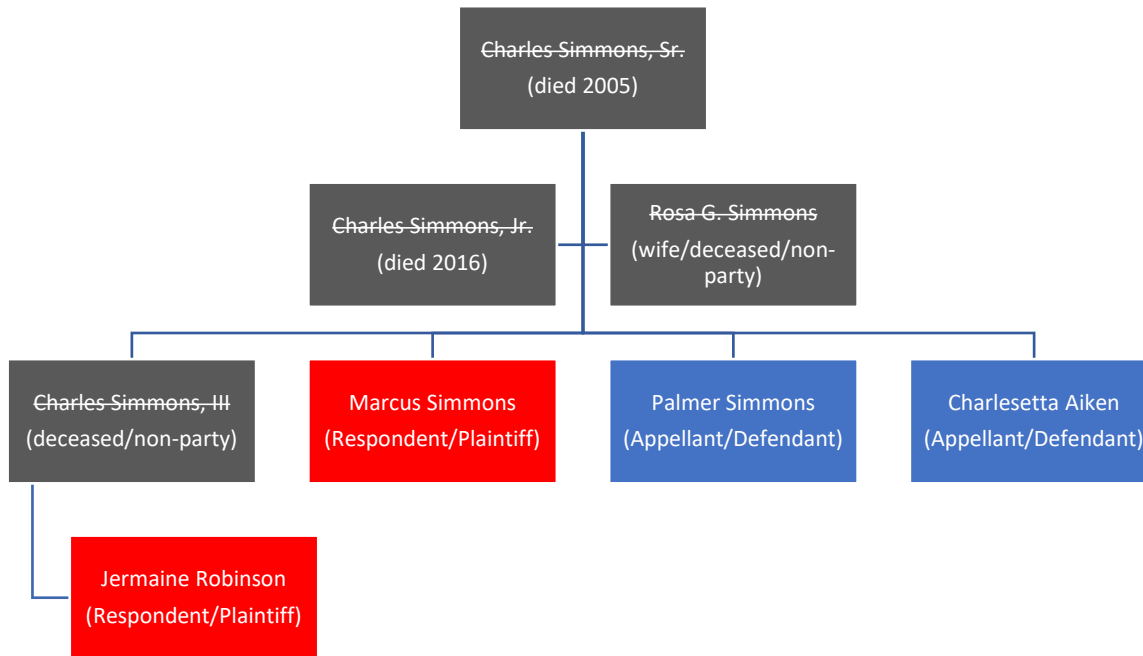 Charles Simmons, Sr.
(died 2005)
Charles Simmons, Jr.
(died 2016)
Rosa G. Simmons
(wife/deceased/non-
party)
Charles Simmons, III
(deceased/non-party)
Marcus Simmons
(Respondent/Plaintiff)
Palmer Simmons
(Appellant/Defendant)
Charlesetta Aiken
(Appellant/Defendant)
Jermaine Robinson
(Respondent/Plaintiff)